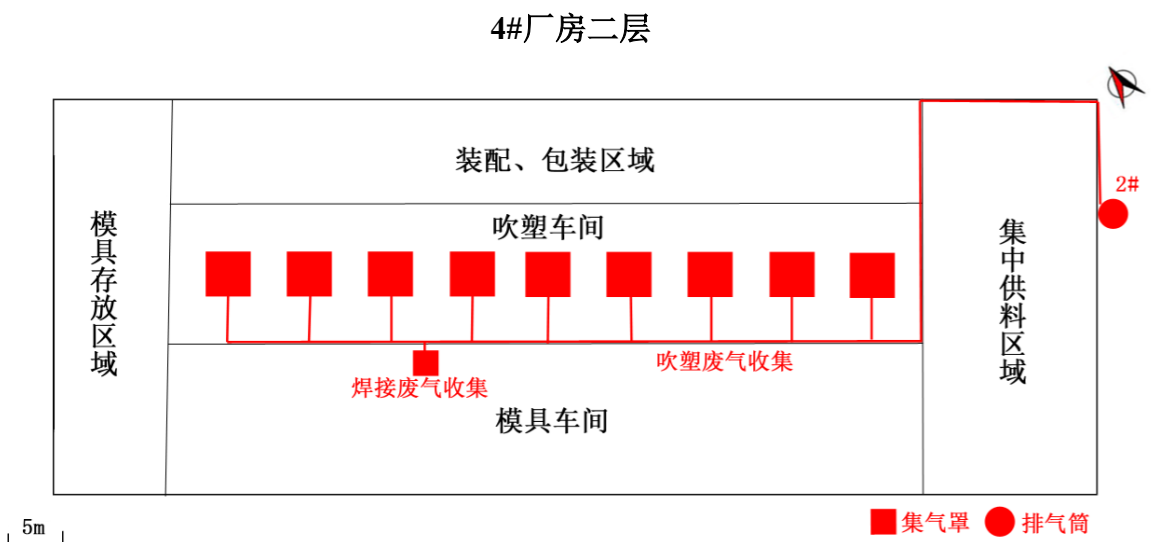 4#厂房二层
装配、包装区域
2#
吹塑车间
模具存放区域
集中供料区域
吹塑废气收集
焊接废气收集
模具车间
5m
集气罩
排气筒